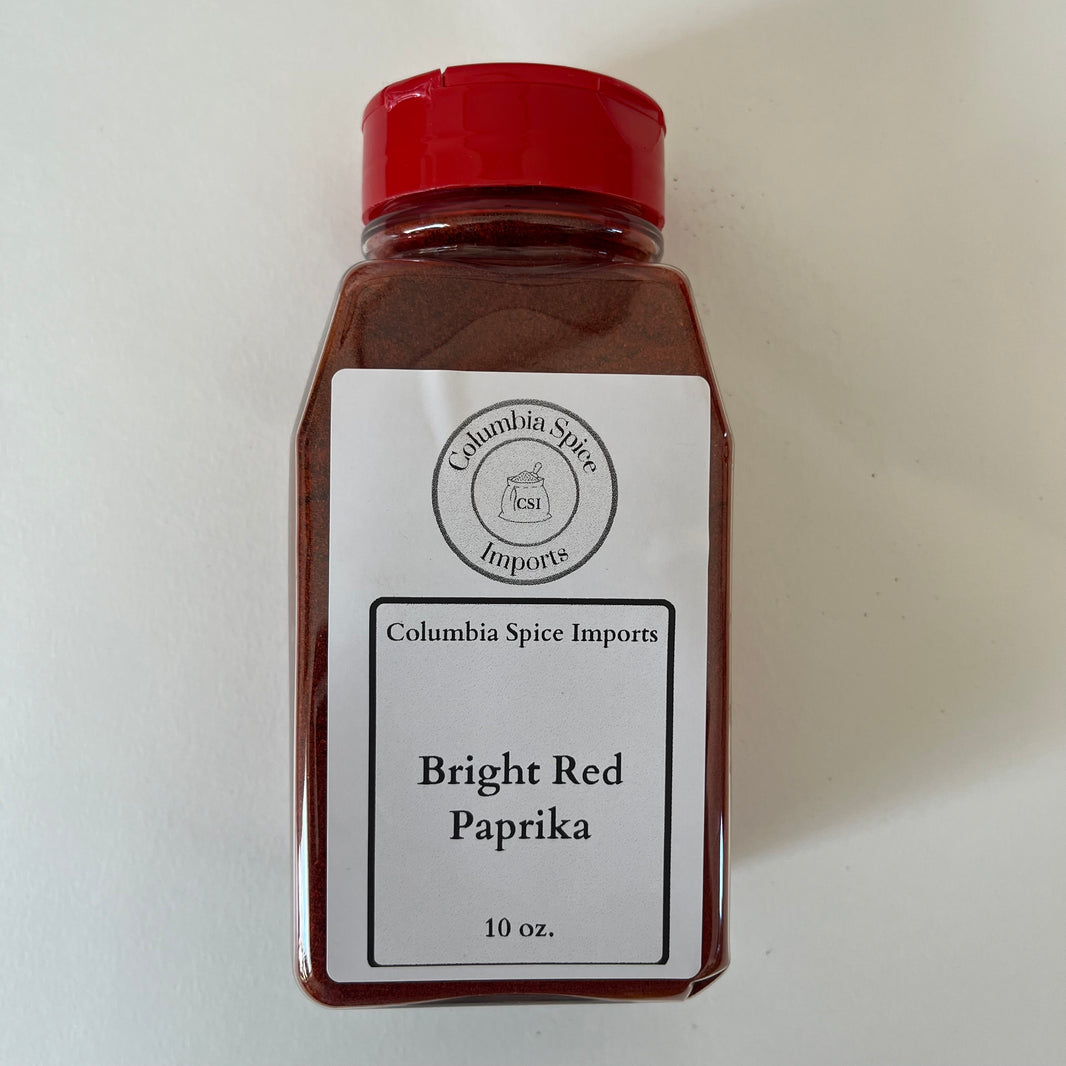 Columbia Spice
CSI
Imports
Columbia Spice Imports
Bright Red
Paprika
10 oz.